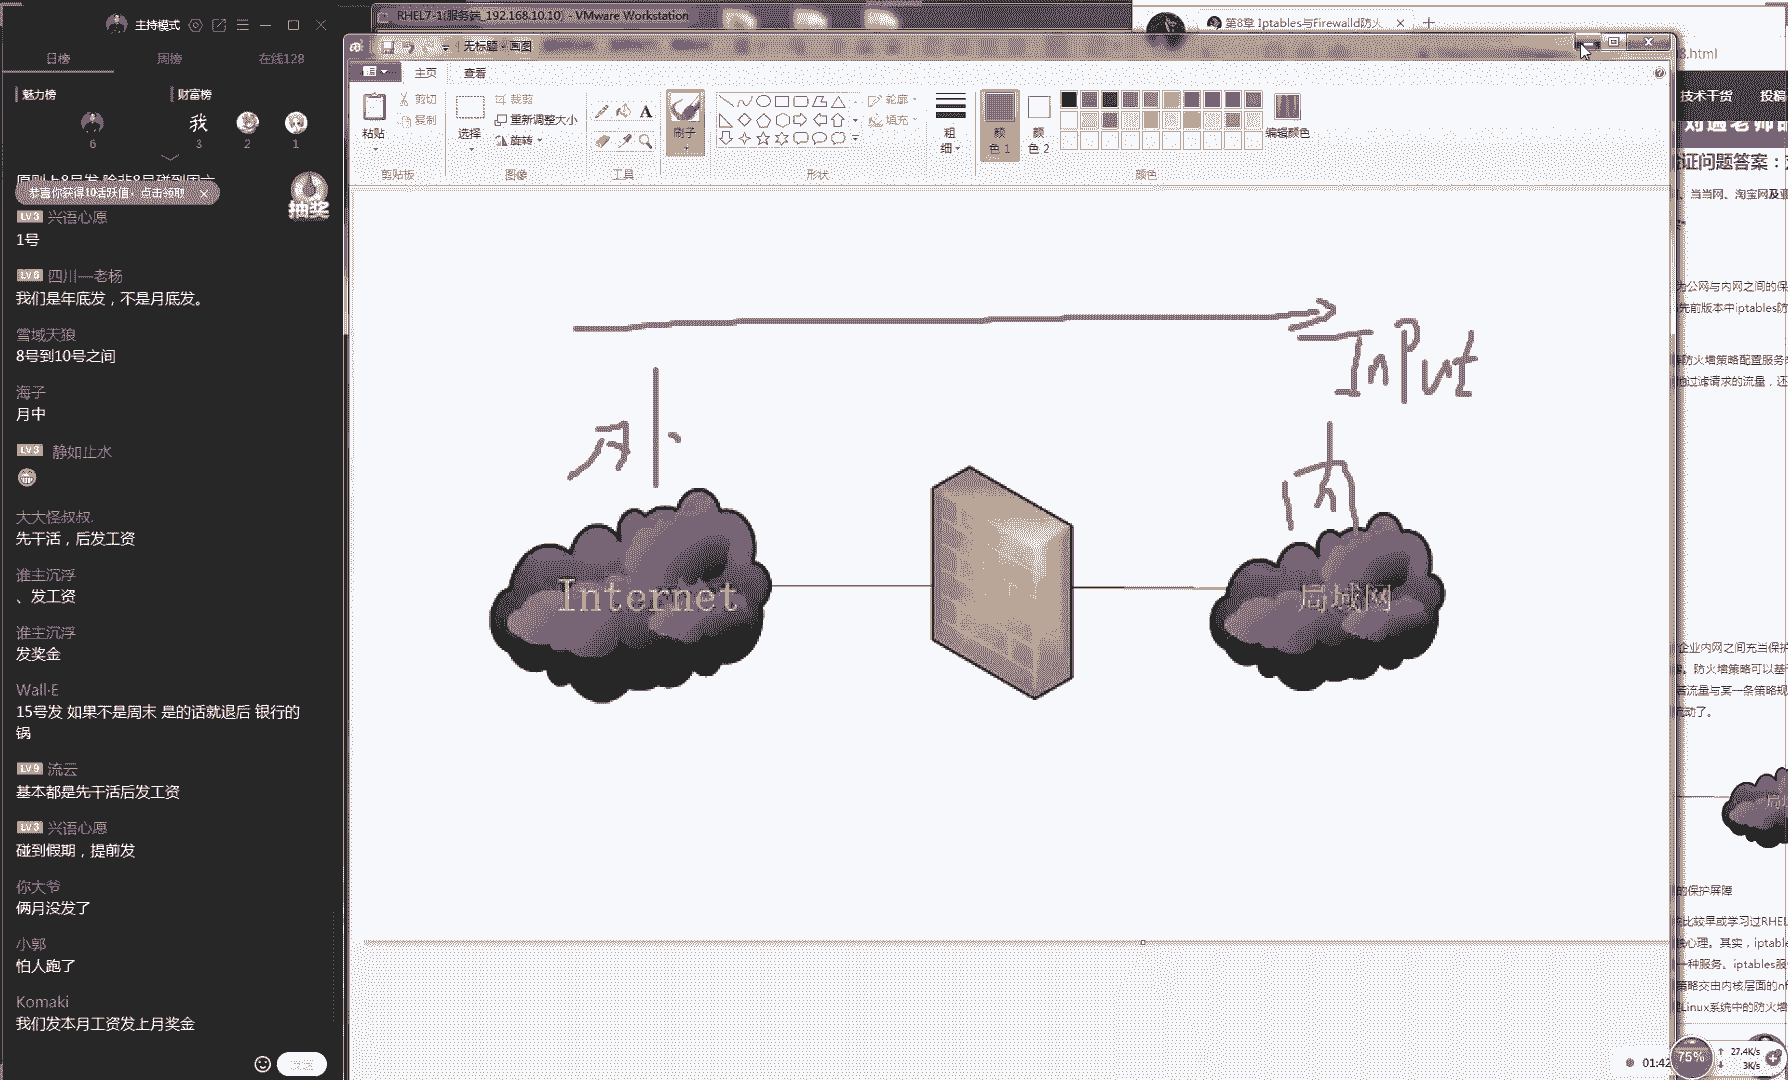 主持模式
日榜 周榜 在线128
魅力榜 财富榜
我
6 3 2 1
恭喜你获得10活跃值，点击领取
抽奖
LV3 兴语心愿
1号
LV6 四川—老杨
我们是年底发，不是月底发。
雪域天狼
8号到10号之间
海子
月中
LV3 静如止水
大大怪叔叔.
先干活，后发工资
谁主沉浮
、发工资
谁主沉浮
发奖金
Wall·E
15号发 如果不是周末 是的话就退后 银行的
锅
LV9 流云
基本都是先干活后发工资
LV3 兴语心愿
碰到假期，提前发
你大爷
俩月没发了
小郭
怕人跑了
Komaki
我们发本月工资发上月奖金
RHEL7-1(服务端_192.168.10.10) - VMware Workstation
第8章 Iptables与Firewalld防火
无标题 - 画图
8.html
主页 查看
技术干货 投稿
粘贴 剪切 复制
选择 裁剪 重新调整大小 旋转
A
刷子
轮廓 填充
粗细
颜色 1
颜色 2
编辑颜色
剪贴板 图像 工具 形状 颜色
证问题答案：
、当当网、淘宝网及亚
为公网与内网之间的保
先前版本中iptables防
防火墙策略配置服务
过滤请求的流量，还
InPut
外
内
Internet
局域网
企业内网之间充当保护
。防火墙策略可以基
流量与某一条策略规
流动了。
的保护屏障
比较早或学习过RHEL
心理。其实，iptable
一种服务。iptables服
策略交由内核层面的nf
Linux系统中的防火墙
01:42
75%
27.4K/s
3K/s